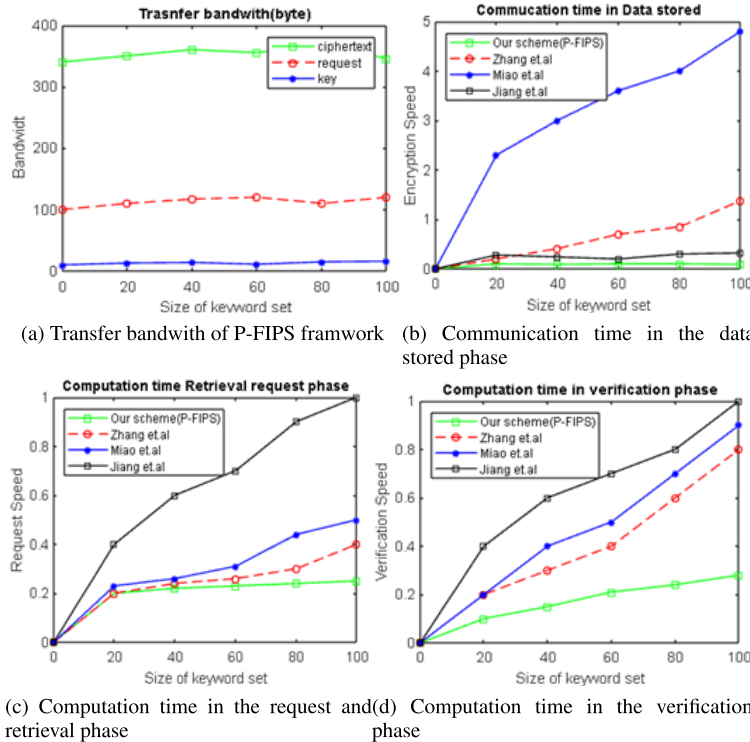 Trasnfer bandwith(byte)
400
300
200
100
0
Bandwidt
ciphertext
request
key
0 20 40 60 80 100
Size of keyword set
(a) Transfer bandwith of P-FIPS framwork
Commucation time in Data stored
5
4
3
2
1
0
Encryption Speed
Our scheme(P-FIPS)
Zhang et.al
Miao et.al
Jiang et.al
0 20 40 60 80 100
Size of keyword set
(b) Communication time in the data
stored phase
Computation time Retrieval request phase
1
0.8
0.6
0.4
0.2
0
Request Speed
Our scheme(P-FIPS)
Zhang et.al
Miao et.al
Jiang et.al
0 20 40 60 80 100
Size of keyword set
(c) Computation time in the request and
retrieval phase
Computation time in verification phase
1
0.8
0.6
0.4
0.2
0
Verification Speed
Our scheme(P-FIPS)
Zhang et.al
Miao et.al
Jiang et.al
0 20 40 60 80 100
Size of keyword set
(d) Computation time in the verification
phase